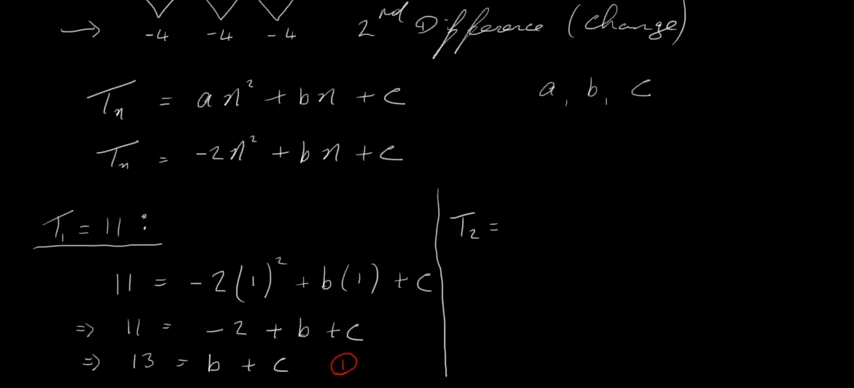 → -4 -4 -4 2nd Difference (change)
Tn = an² + bn + c a, b, c
Tn = -2n² + bn + c
T₁ = 11 :
11 = -2(1)² + b(1) + c
⇒ 11 = -2 + b + c
⇒ 13 = b + c ①
T₂ =